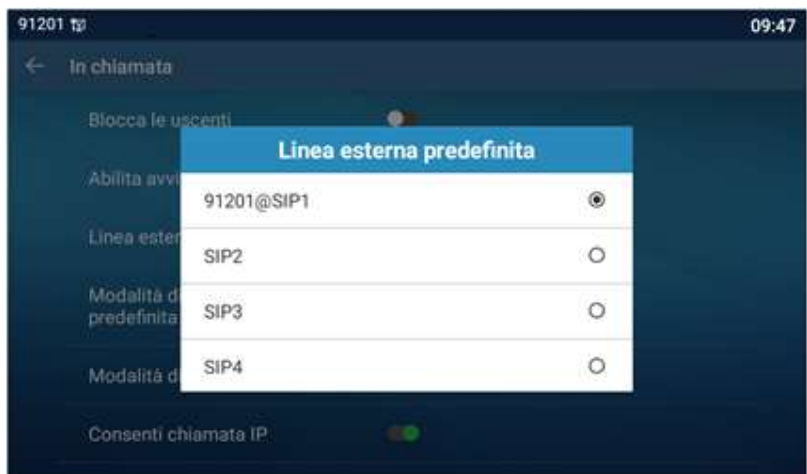 91201
09:47
In chiamata
Blocca le uscenti
Linea esterna predefinita
Abilita avvi
91201@SIP1
Linea ester
SIP2
Modalità d
predefinita
SIP3
Modalità d
SIP4
Consenti chiamata IP